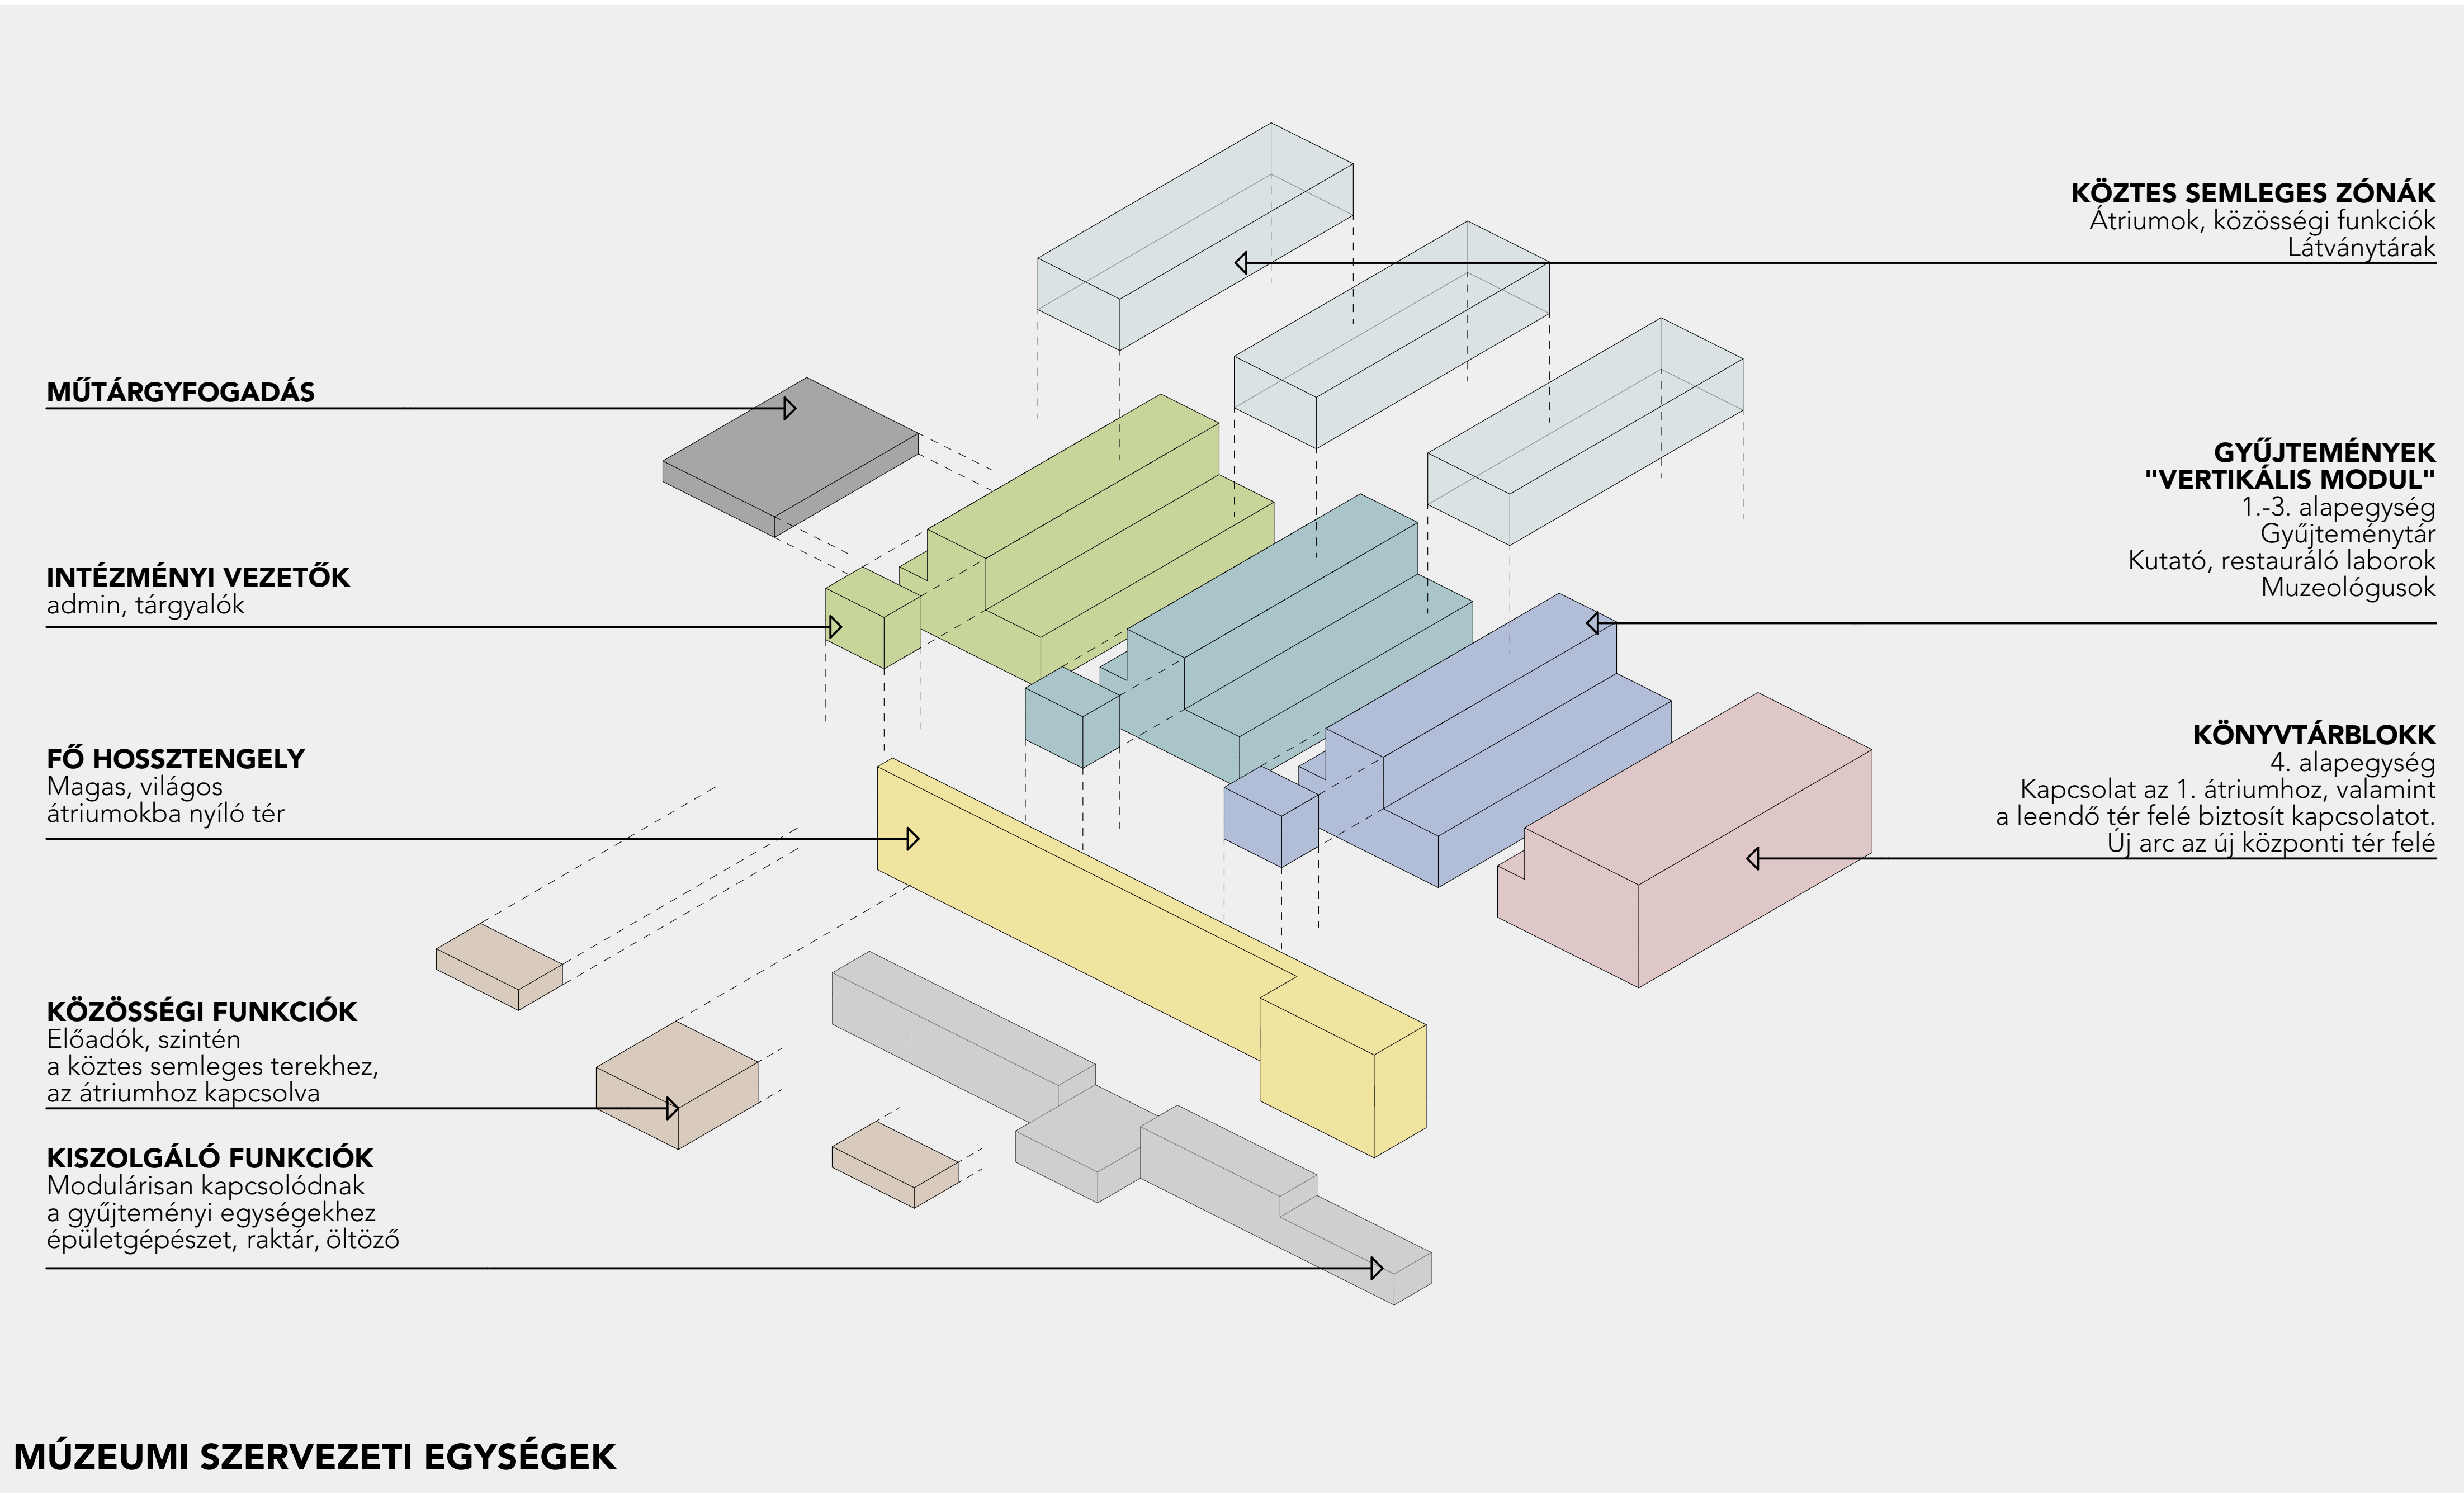 KÖZTES SEMLEGES ZÓNÁK
Átriumok, közösségi funkciók
Látványtárak
MŰTÁRGYFOGADÁS
GYŰJTEMÉNYEK
"VERTIKÁLIS MODUL"
1.-3. alapegység
Gyűjteménytár
Kutató, restauráló laborok
Muzeológusok
INTÉZMÉNYI VEZETŐK
admin, tárgyalók
KÖNYVTÁRBLOKK
4. alapegység
Kapcsolat az 1. átriumhoz, valamint
a leendő tér felé biztosít kapcsolatot.
Új arc az új központi tér felé
FŐ HOSSZTENGELY
Magas, világos
átriumokba nyíló tér
KÖZÖSSÉGI FUNKCIÓK
Előadók, szintén
a köztes semleges terekhez,
az átriumhoz kapcsolva
KISZOLGÁLÓ FUNKCIÓK
Modulárisan kapcsolódnak
a gyűjteményi egységekhez
épületgépészet, raktár, öltöző
MÚZEUMI SZERVEZETI EGYSÉGEK